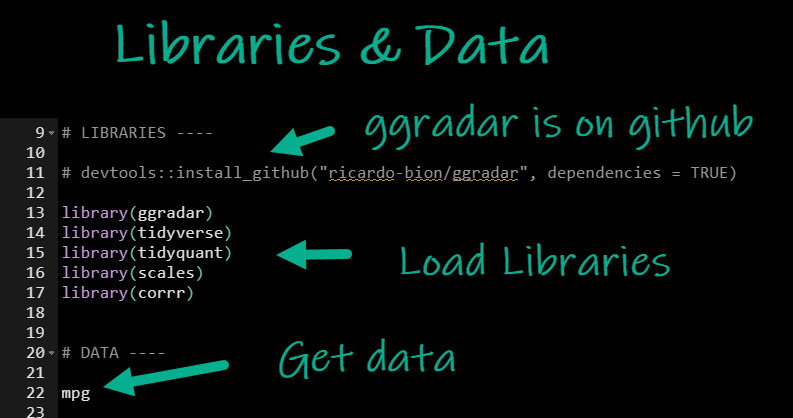 Libraries & Data
ggradar is on github
9 # LIBRARIES ----
10
11 # devtools::install_github("ricardo-bion/ggradar", dependencies = TRUE)
12
13 library(ggradar)
14 library(tidyverse)
15 library(tidyquant)
16 library(scales)
17 library(corrr)
Load Libraries
18
19
20 # DATA ----
Get data
21
22 mpg
23